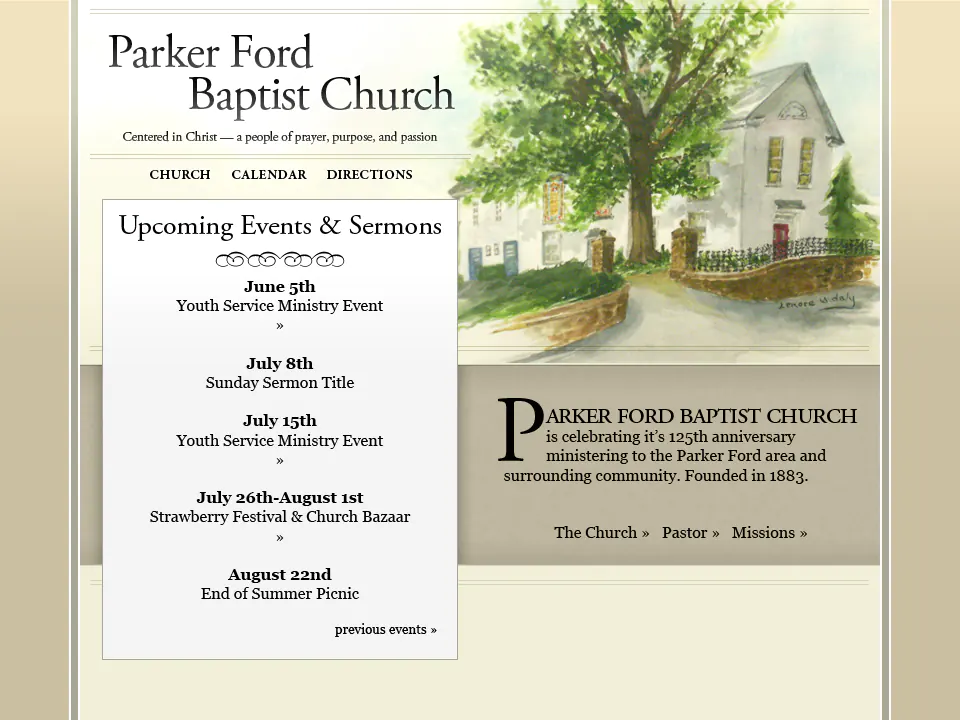 Parker Ford
Baptist Church
Centered in Christ — a people of prayer, purpose, and passion
CHURCH CALENDAR DIRECTIONS
Upcoming Events & Sermons
June 5th
Youth Service Ministry Event
»
July 8th
Sunday Sermon Title
July 15th
Youth Service Ministry Event
»
July 26th-August 1st
Strawberry Festival & Church Bazaar
»
August 22nd
End of Summer Picnic
previous events »
lenore w. daly
PARKER FORD BAPTIST CHURCH
is celebrating it's 125th anniversary
ministering to the Parker Ford area and
surrounding community. Founded in 1883.
The Church » Pastor » Missions »